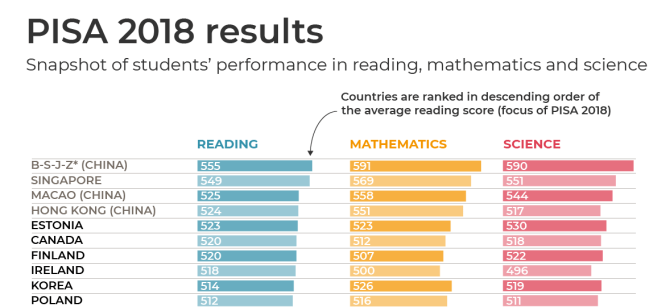 PISA 2018 results
Snapshot of students’ performance in reading, mathematics and science
Countries are ranked in descending order of
the average reading score (focus of PISA 2018)
READING MATHEMATICS SCIENCE
B-S-J-Z* (CHINA) 555 591 590
SINGAPORE 549 569 551
MACAO (CHINA) 525 558 544
HONG KONG (CHINA) 524 551 517
ESTONIA 523 523 530
CANADA 520 512 518
FINLAND 520 507 522
IRELAND 518 500 496
KOREA 514 526 519
POLAND 512 516 511